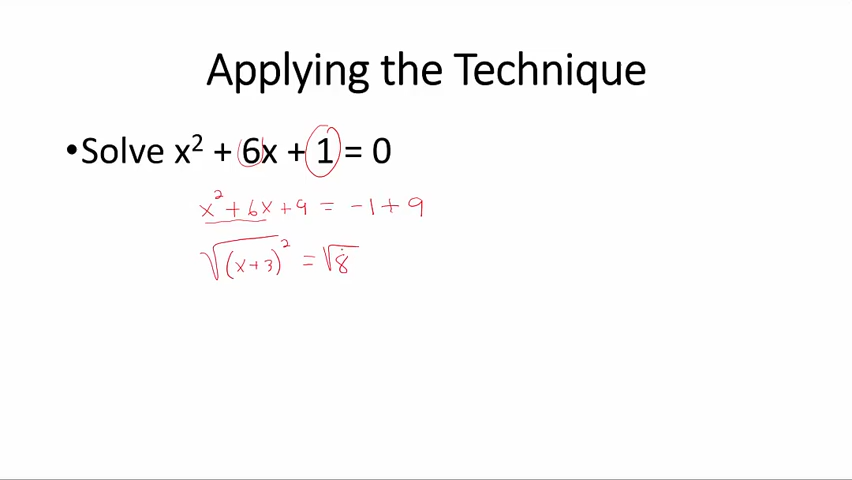 Applying the Technique
•Solve x² + 6x + 1 = 0
x² + 6x + 9 = -1 + 9
√(x+3)² = √8